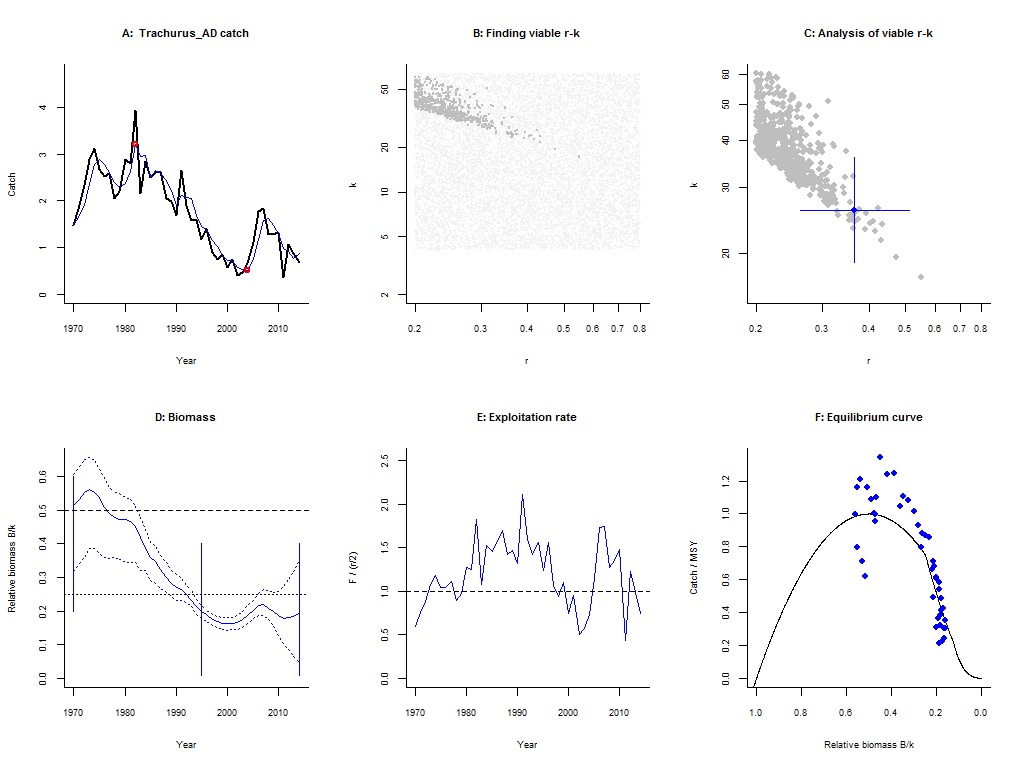 A: Trachurus_AD catch
Catch
0 1 2 3 4
1970 1980 1990 2000 2010
Year
B: Finding viable r-k
k
2 5 10 20 50
0.2 0.3 0.4 0.5 0.6 0.7 0.8
r
C: Analysis of viable r-k
k
20 30 40 50 60
0.2 0.3 0.4 0.5 0.6 0.7 0.8
r
D: Biomass
Relative biomass B/k
0.0 0.1 0.2 0.3 0.4 0.5 0.6
1970 1980 1990 2000 2010
Year
E: Exploitation rate
F / (r/2)
0.0 0.5 1.0 1.5 2.0 2.5
1970 1980 1990 2000 2010
Year
F: Equilibrium curve
Catch / MSY
0.0 0.2 0.4 0.6 0.8 1.0 1.2
1.0 0.8 0.6 0.4 0.2 0.0
Relative biomass B/k